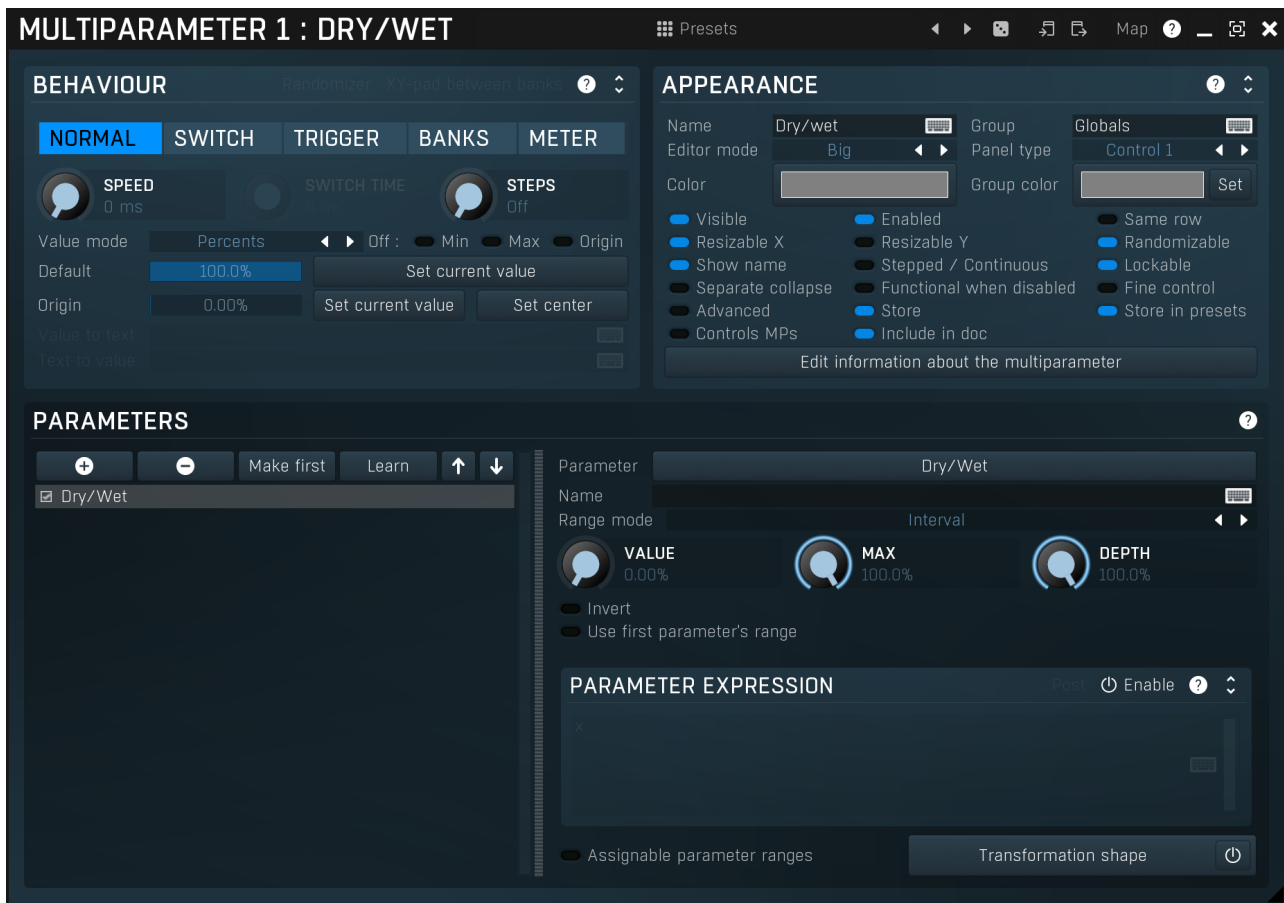 MULTIPARAMETER 1 : DRY/WET Presets Map ?
BEHAVIOUR Randomizer XY-pad between banks ?
NORMAL SWITCH TRIGGER BANKS METER
SPEED
0 ms
SWITCH TIME
STEPS
Off
Value mode Percents Off : Min Max Origin
Default 100.0% Set current value
Origin 0.00% Set current value Set center
Value to text
Text to value
APPEARANCE ?
Name Dry/wet Group Globals
Editor mode Big Panel type Control 1
Color Group color Set
Visible Enabled Same row
Resizable X Resizable Y Randomizable
Show name Stepped / Continuous Lockable
Separate collapse Functional when disabled Fine control
Advanced Store Store in presets
Controls MPs Include in doc
Edit information about the multiparameter
PARAMETERS ?
Make first Learn
Dry/Wet
Parameter Dry/Wet
Name
Range mode Interval
VALUE
0.00%
MAX
100.0%
DEPTH
100.0%
Invert
Use first parameter's range
PARAMETER EXPRESSION Post Enable ?
x
Assignable parameter ranges Transformation shape